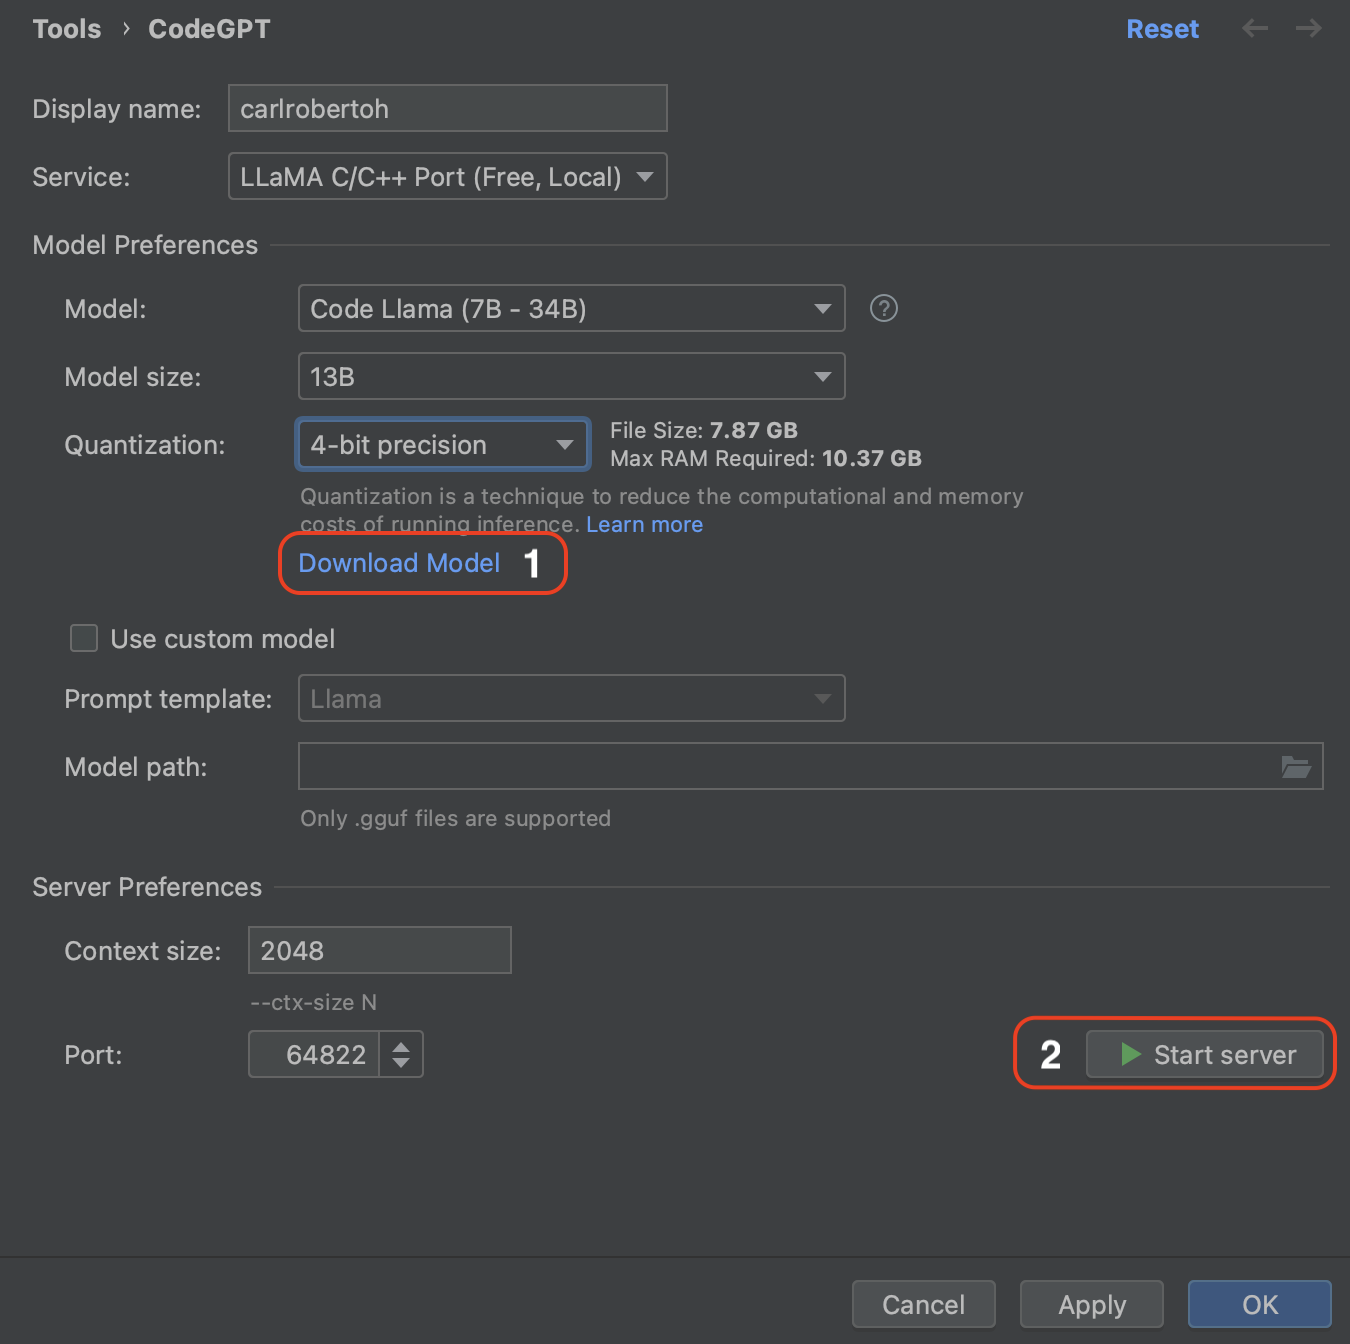 Tools › CodeGPT Reset
Display name: carlrobertoh
Service: LLaMA C/C++ Port (Free, Local)
Model Preferences
Model: Code Llama (7B - 34B) ?
Model size: 13B
Quantization: 4-bit precision
File Size: 7.87 GB
Max RAM Required: 10.37 GB
Quantization is a technique to reduce the computational and memory
costs of running inference. Learn more
Download Model 1
Use custom model
Prompt template: Llama
Model path:
Only .gguf files are supported
Server Preferences
Context size: 2048
--ctx-size N
Port: 64822
2 Start server
Cancel Apply OK